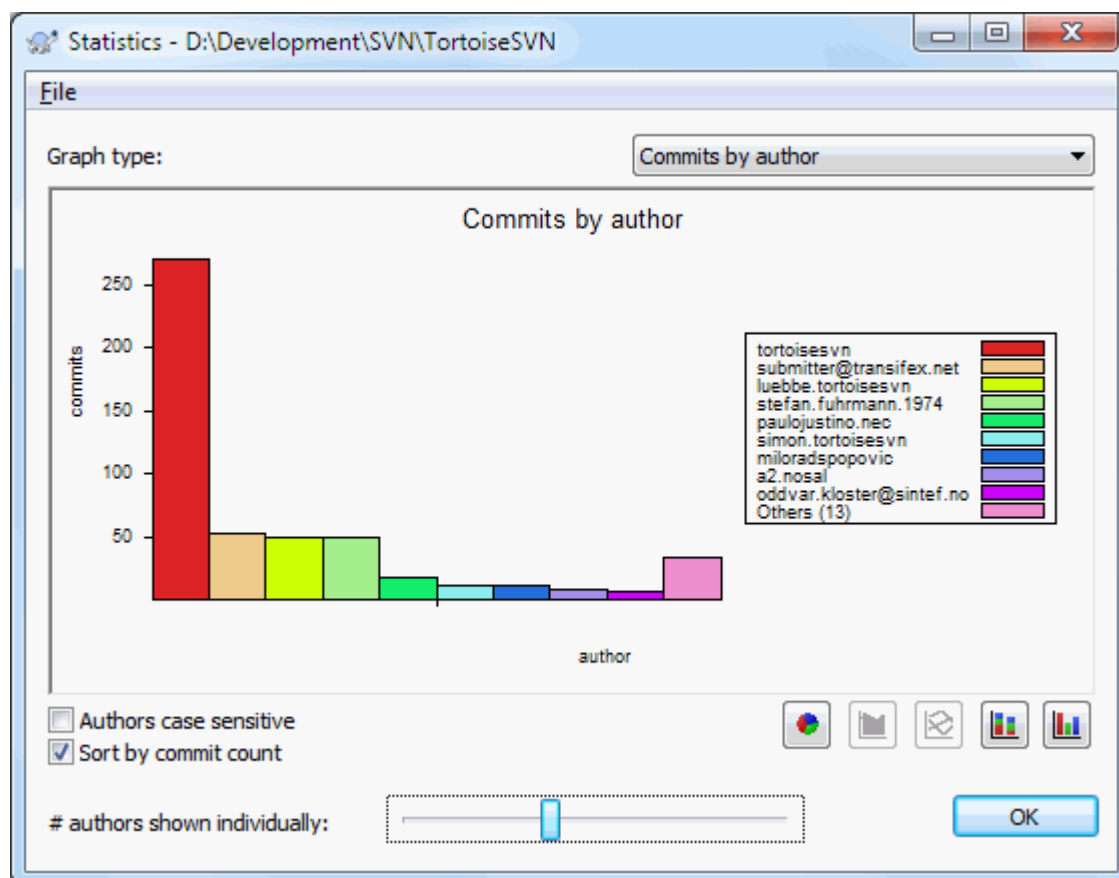 Statistics - D:\Development\SVN\TortoiseSVN
File
Graph type:
Commits by author
Commits by author
250
200
150
100
50
commits
author
tortoisesvn
submitter@transifex.net
luebbe.tortoisesvn
stefan.fuhrmann.1974
paulojustino.nec
simon.tortoisesvn
miloradspopovic
a2.nosal
oddvar.kloster@sintef.no
Others (13)
Authors case sensitive
Sort by commit count
# authors shown individually:
OK